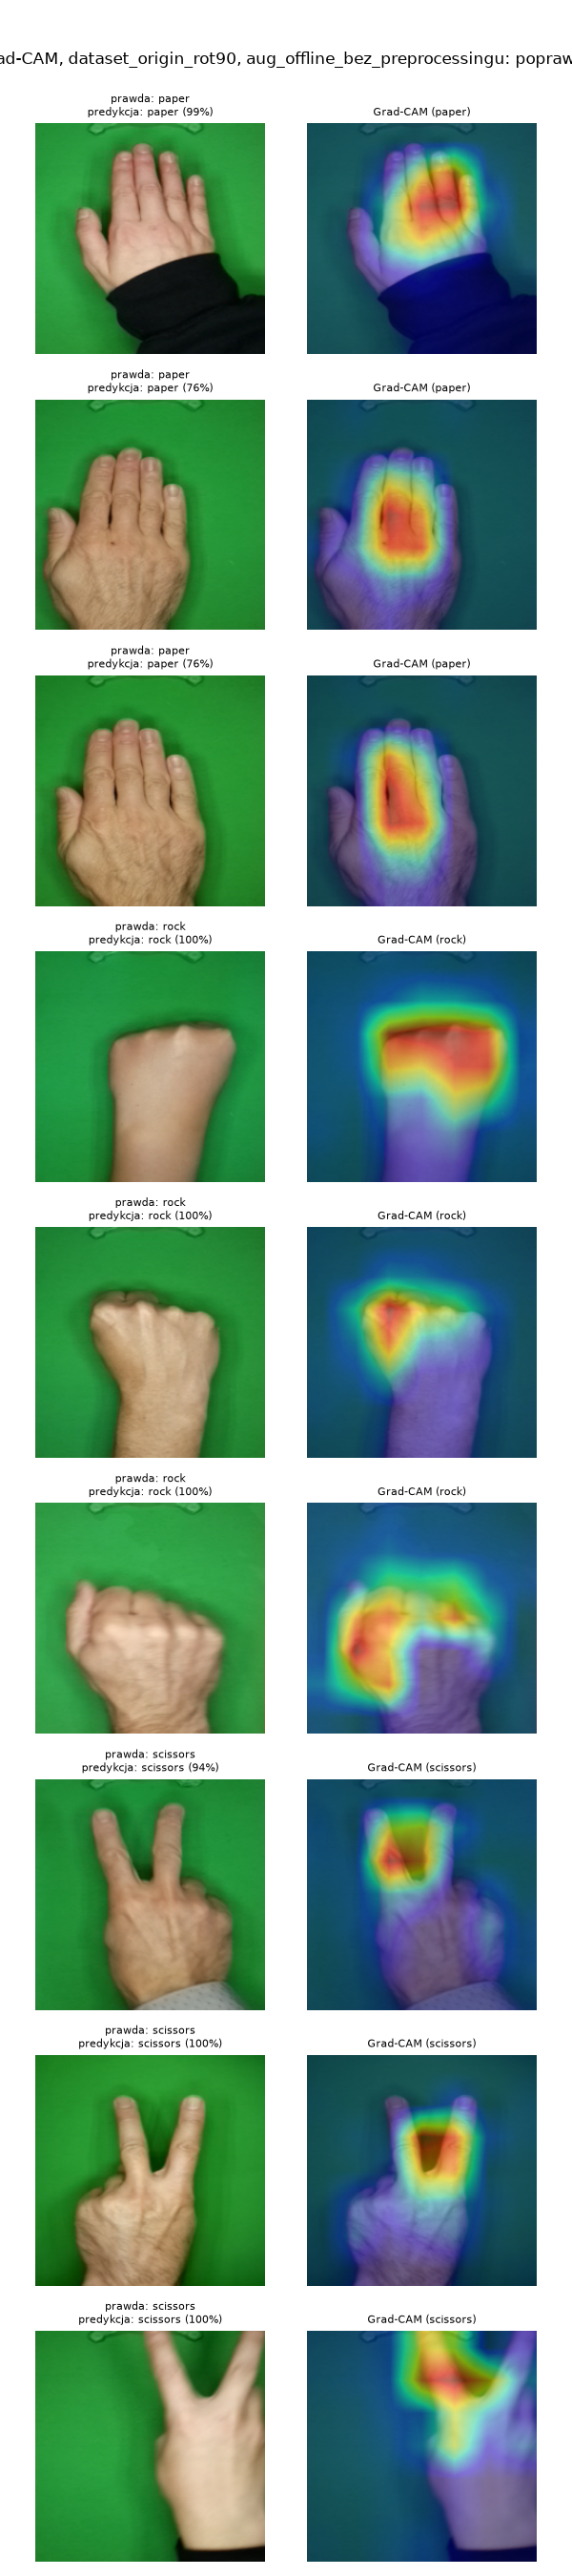 ad-CAM, dataset_origin_rot90, aug_offline_bez_preprocessingu: popraw
prawda: paper
predykcja: paper (99%)
Grad-CAM (paper)
prawda: paper
predykcja: paper (76%)
Grad-CAM (paper)
prawda: paper
predykcja: paper (76%)
Grad-CAM (paper)
prawda: rock
predykcja: rock (100%)
Grad-CAM (rock)
prawda: rock
predykcja: rock (100%)
Grad-CAM (rock)
prawda: rock
predykcja: rock (100%)
Grad-CAM (rock)
prawda: scissors
predykcja: scissors (94%)
Grad-CAM (scissors)
prawda: scissors
predykcja: scissors (100%)
Grad-CAM (scissors)
prawda: scissors
predykcja: scissors (100%)
Grad-CAM (scissors)